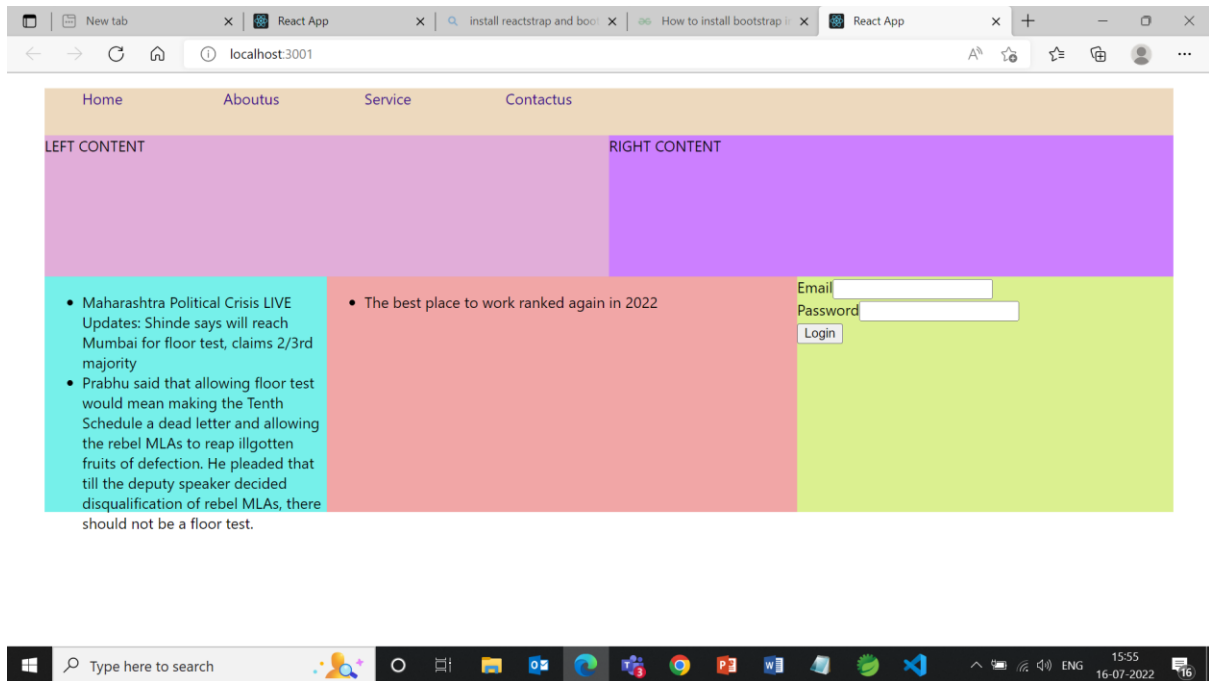 New tab
React App
install reactstrap and boot
How to install bootstrap i
React App
localhost:3001
Home Aboutus Service Contactus
LEFT CONTENT
RIGHT CONTENT
Maharashtra Political Crisis LIVE
Updates: Shinde says will reach
Mumbai for floor test, claims 2/3rd
majority
Prabhu said that allowing floor test
would mean making the Tenth
Schedule a dead letter and allowing
the rebel MLAs to reap illgotten
fruits of defection. He pleaded that
till the deputy speaker decided
disqualification of rebel MLAs, there
should not be a floor test.
The best place to work ranked again in 2022
Email
Password
Login
Type here to search
ENG
15:55
16-07-2022
16